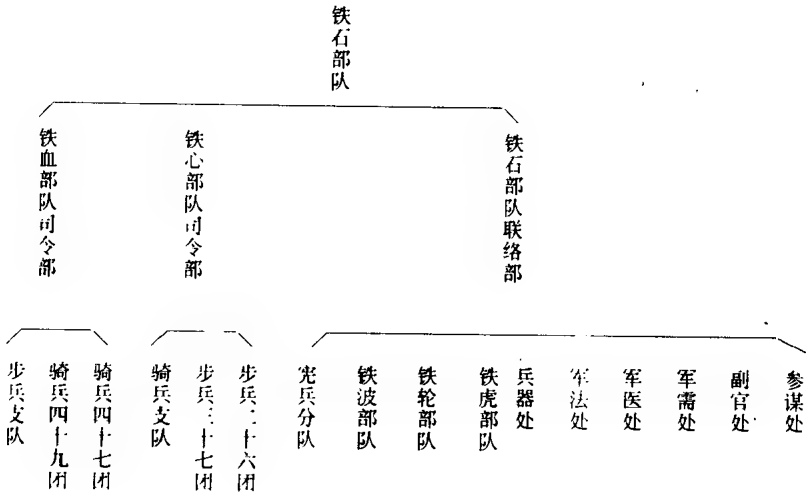 铁石部队
铁石部队联络部
铁心部队司令部
铁血部队司令部
参谋处
副官处
军需处
军医处
军法处
兵器处
铁虎部队
铁轮部队
铁波部队
宪兵分队
步兵二十六团
步兵三十七团
骑兵支队
骑兵四十七团
骑兵四十九团
步兵支队